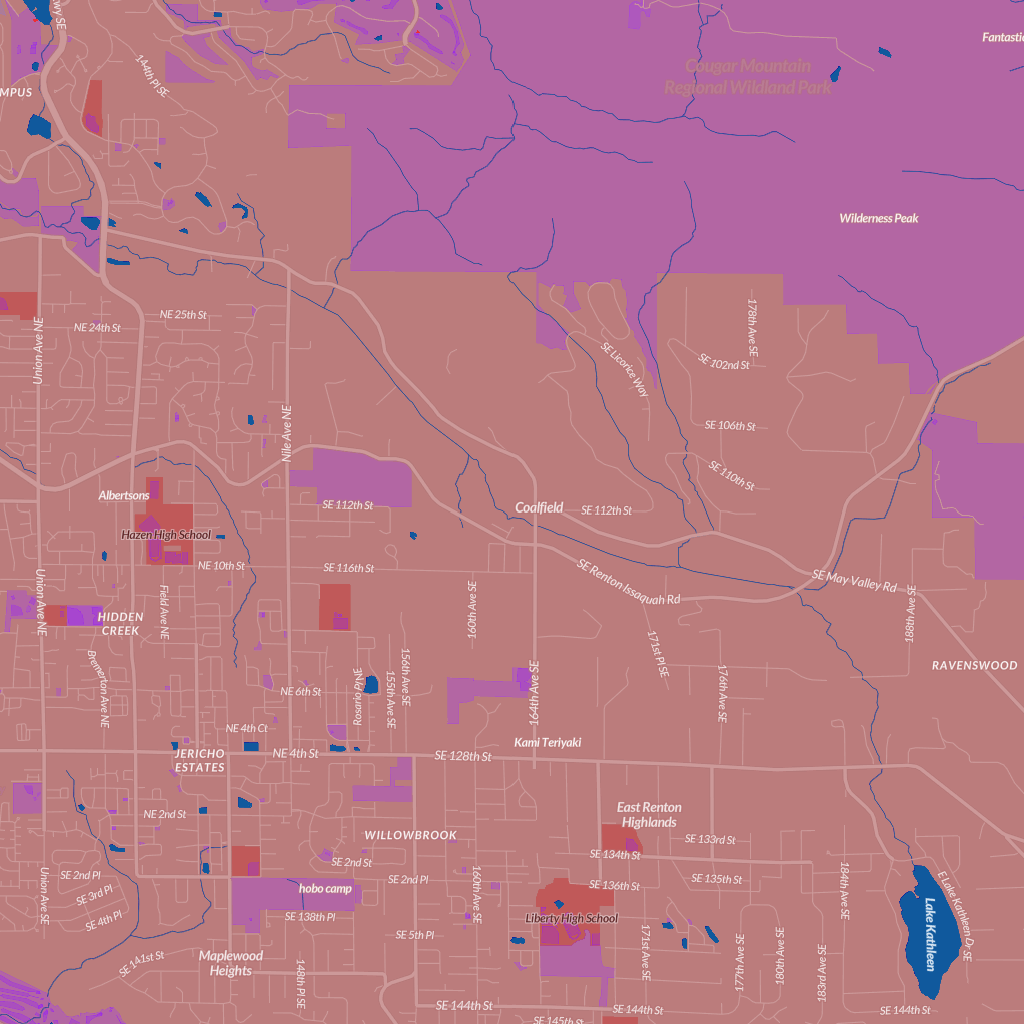 wy SE
Fantastic
Cougar Mountain
Regional Wildland Park
144th Pl SE
MPUS
Wilderness Peak
178th Ave SE
NE 25th St
NE 24th St
Union Ave NE
SE Licorice Way
SE 102nd St
Nile Ave NE
SE 106th St
SE 110th St
Albertsons
SE 112th St
Coalfield
SE 112th St
Hazen High School
NE 10th St
SE 116th St
SE Renton Issaquah Rd
SE May Valley Rd
Union Ave NE
Field Ave NE
160th Ave SE
188th Ave SE
HIDDEN
CREEK
171st Pl SE
156th Ave SE
RAVENSWOOD
Bremerton Ave NE
Rosario Pl NE
155th Ave SE
164th Ave SE
176th Ave SE
NE 6th St
NE 4th Ct
Kami Teriyaki
JERICHO
ESTATES
NE 4th St
SE 128th St
NE 2nd St
East Renton
Highlands
WILLOWBROOK
SE 133rd St
SE 134th St
SE 2nd St
SE 2nd Pl
SE 2nd Pl
SE 135th St
SE 136th St
184th Ave SE
E Lake Kathleen Dr SE
Union Ave SE
SE 3rd Pl
hobo camp
160th Ave SE
SE 4th Pl
SE 138th Pl
Liberty High School
Lake Kathleen
SE 5th Pl
171st Ave SE
177th Ave SE
180th Ave SE
183rd Ave SE
SE 141st St
Maplewood
Heights
148th Pl SE
SE 144th St
SE 144th St
SE 144th St
SE 145th St